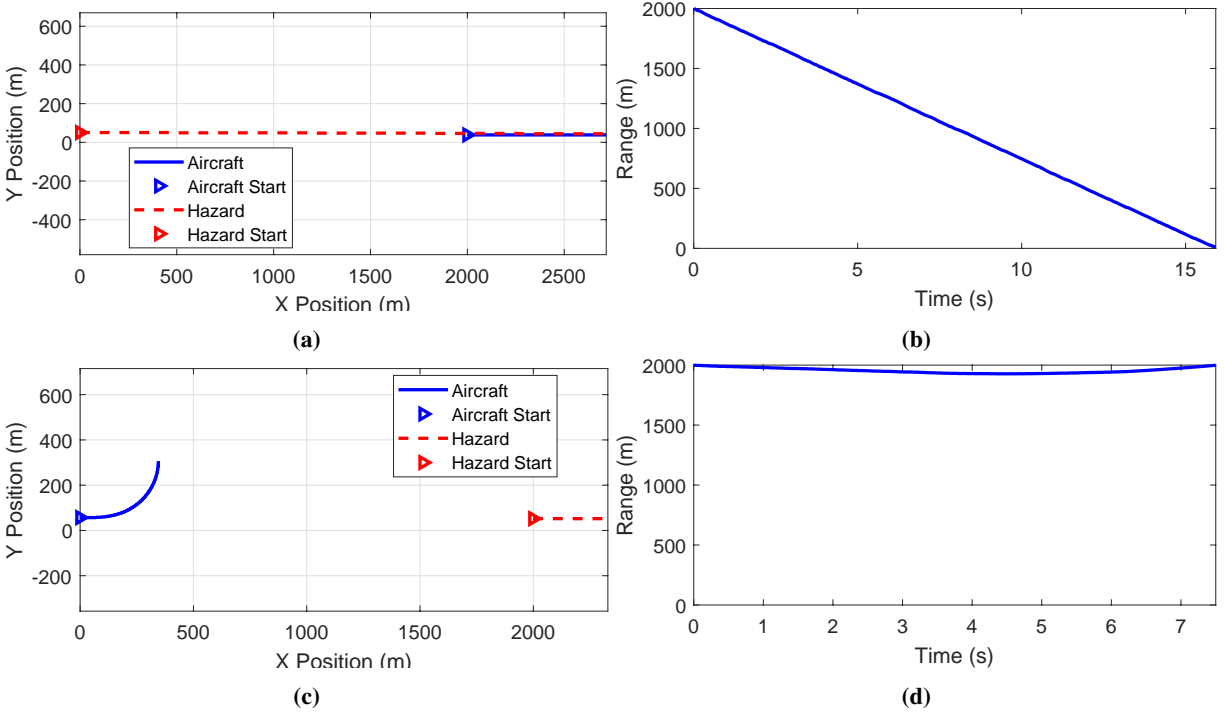 600
400
200
0
-200
-400
Y Position (m)
Aircraft
Aircraft Start
Hazard
Hazard Start
0 500 1000 1500 2000 2500
X Position (m)
(a)
2000
1500
1000
500
0
Range (m)
0 5 10 15
Time (s)
(b)
600
400
200
0
-200
Y Position (m)
Aircraft
Aircraft Start
Hazard
Hazard Start
0 500 1000 1500 2000
X Position (m)
(c)
2000
1500
1000
500
0
Range (m)
0 1 2 3 4 5 6 7
Time (s)
(d)